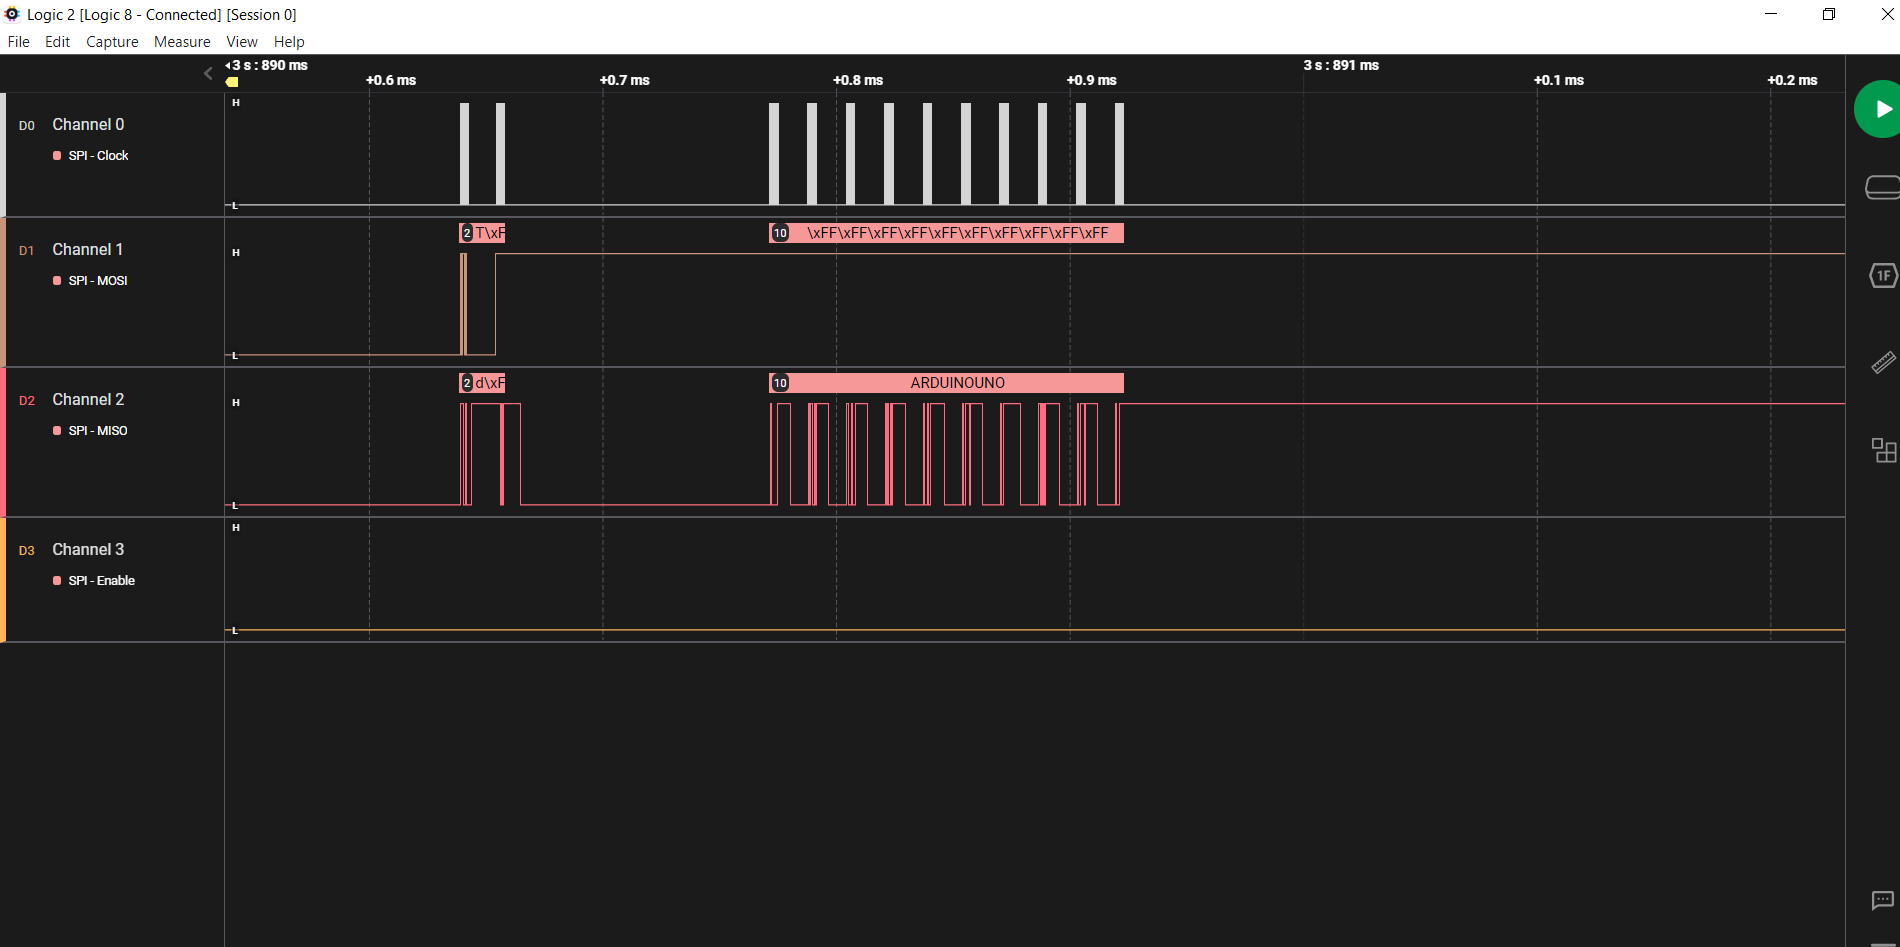 Logic 2 [Logic 8 - Connected] [Session 0]
File Edit Capture Measure View Help
3 s : 890 ms
3 s : 891 ms
+0.6 ms +0.7 ms +0.8 ms +0.9 ms +0.1 ms +0.2 ms
H
D0 Channel 0
SPI - Clock
L
2 T\xF
10 \xFF\xFF\xFF\xFF\xFF\xFF\xFF\xFF\xFF\xFF
D1 Channel 1
H
SPI - MOSI
1F
L
2 d\xF
10 ARDUINOUNO
D2 Channel 2
H
SPI - MISO
L
H
D3 Channel 3
SPI - Enable
L